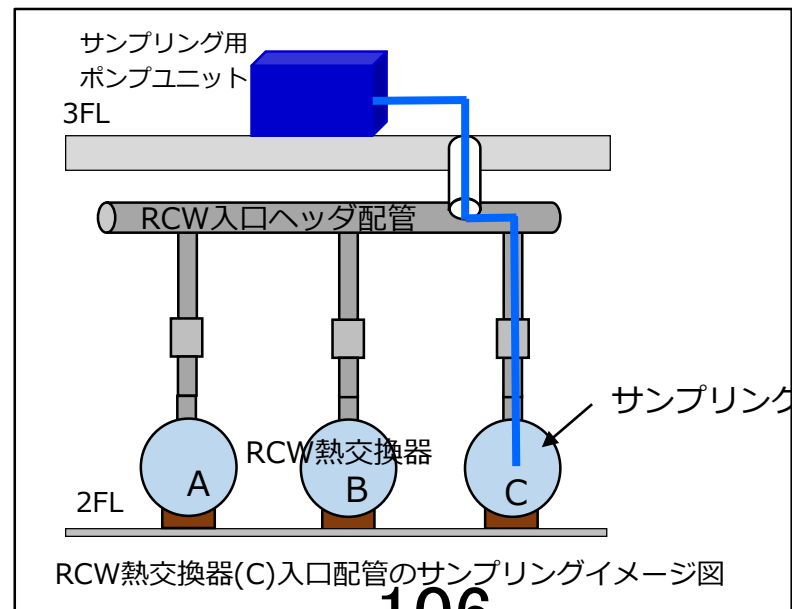 サンプリング用
ポンプユニット
3FL
RCW入口ヘッダ配管
サンプリング
RCW熱交換器
A
B
C
2FL
RCW熱交換器(C)入口配管のサンプリングイメージ図
106